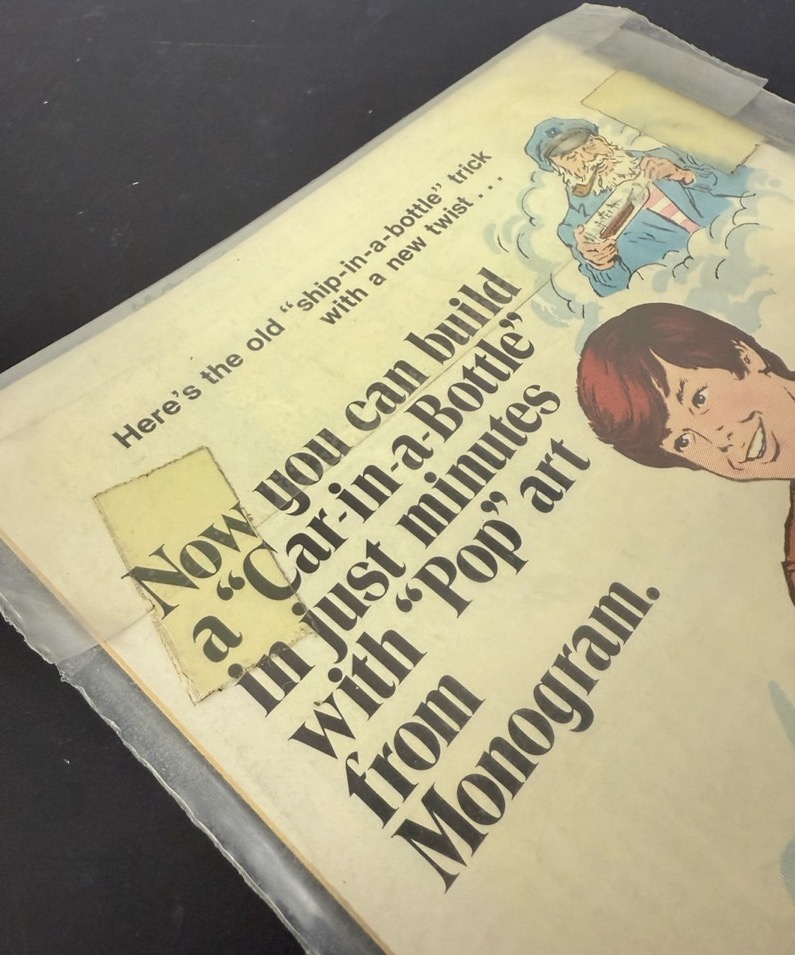 Here's the old “ship-in-a-bottle” trick
with a new twist . . .
Now you can build
a “Car-in-a-Bottle”
in just minutes
with “Pop” art
from
Monogram.